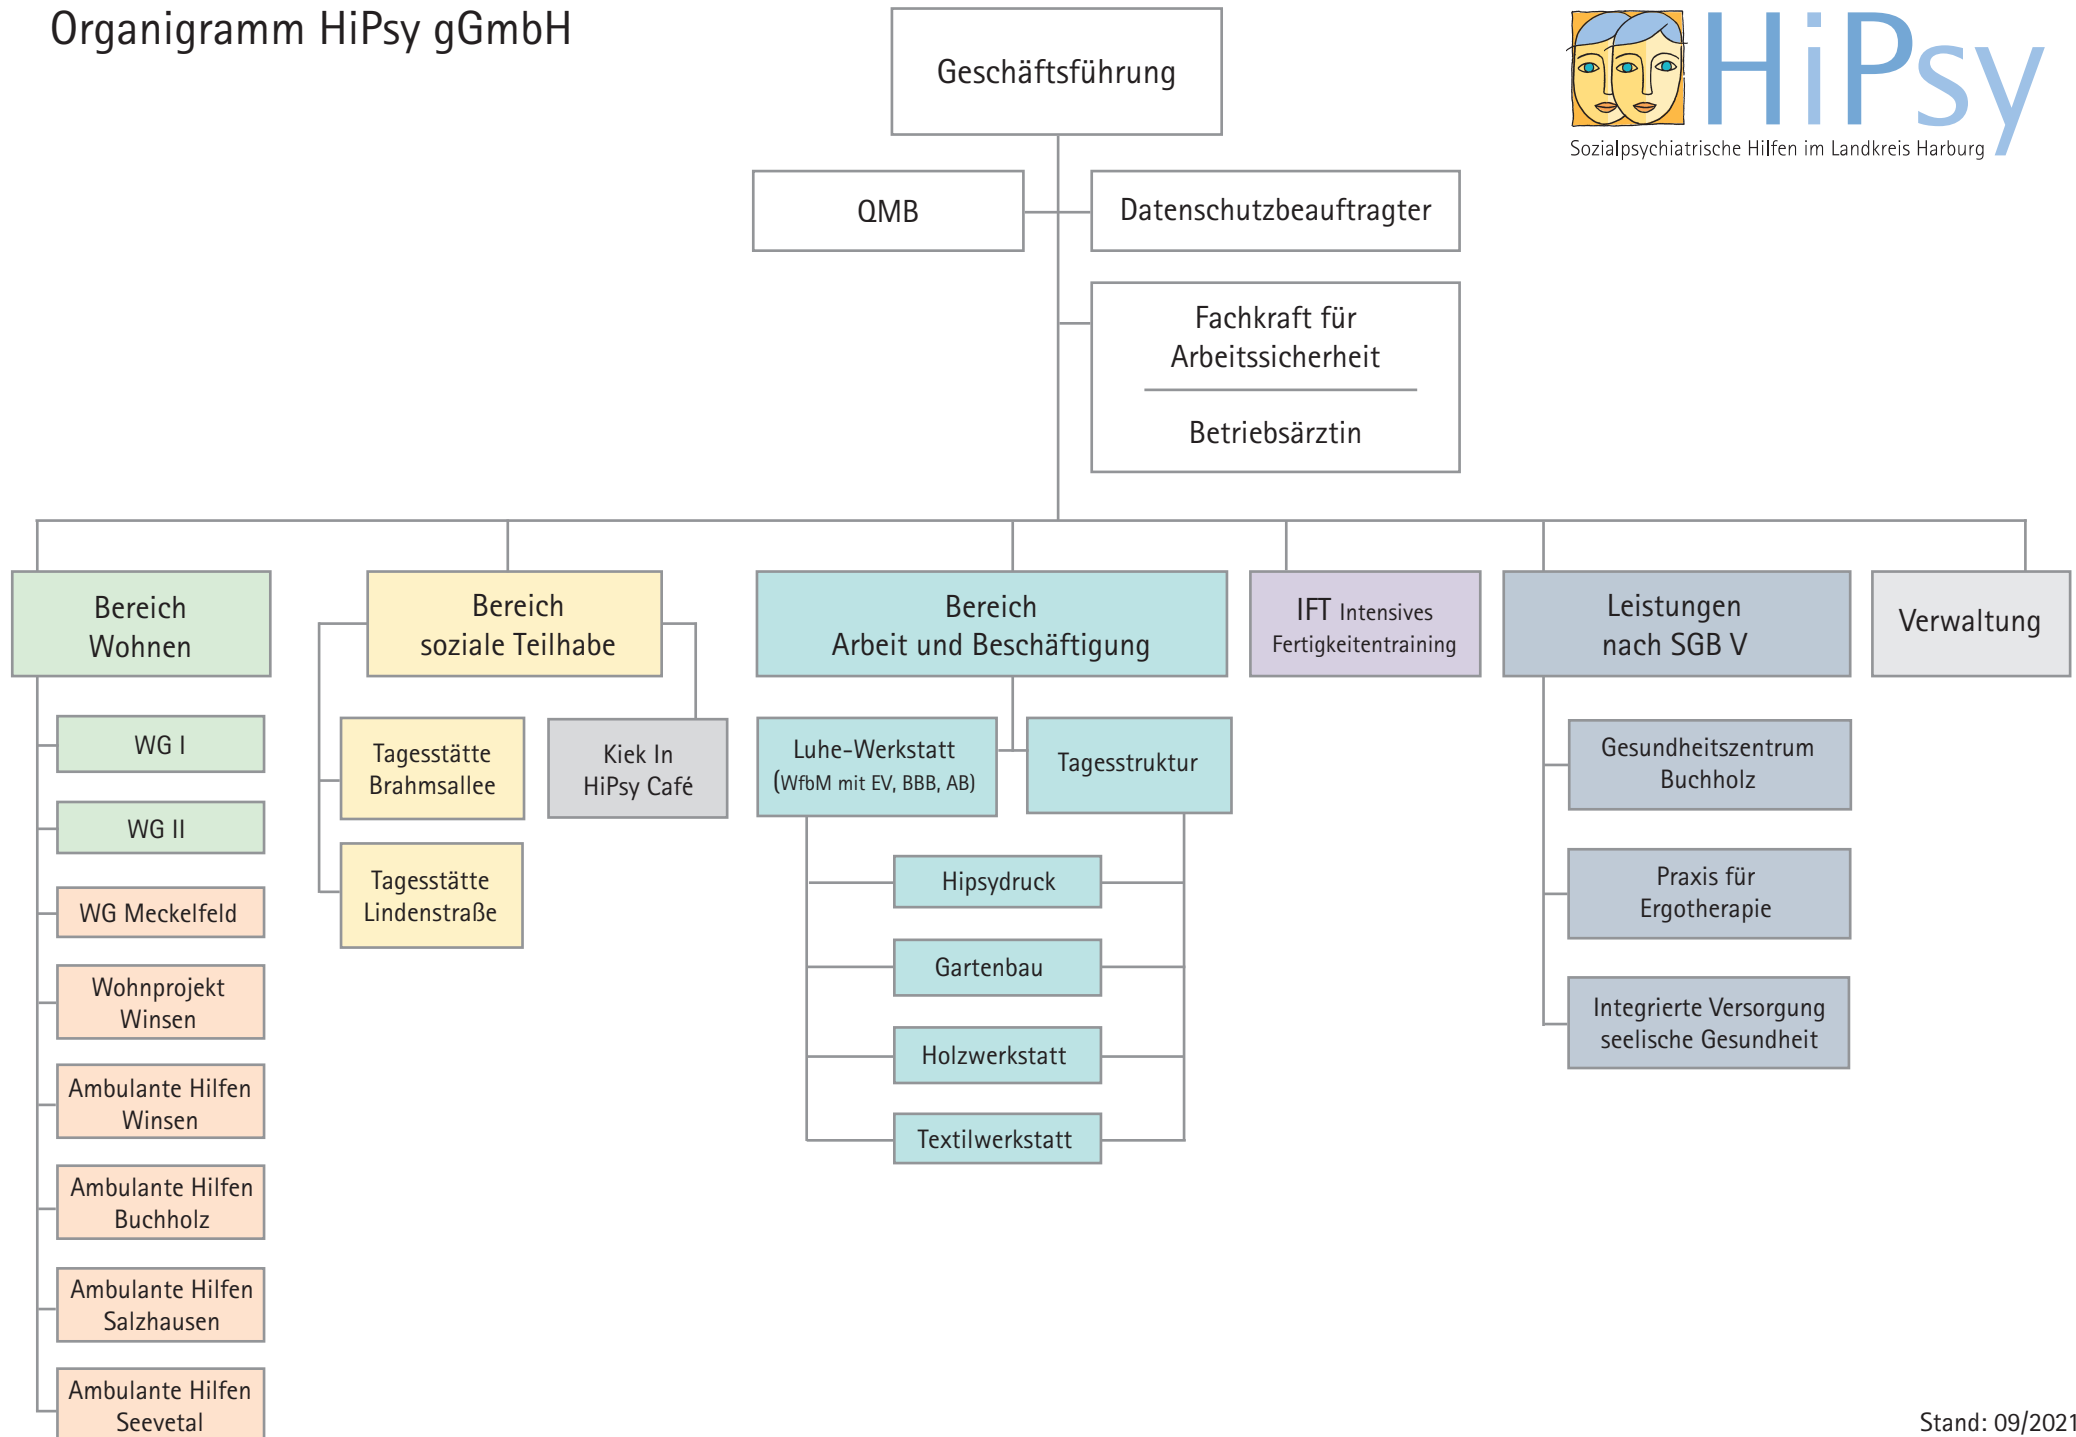 Organigramm HiPsy gGmbH
HiPsy
Sozialpsychiatrische Hilfen im Landkreis Harburg
Geschäftsführung
QMB
Datenschutzbeauftragter
Fachkraft für
Arbeitssicherheit
Betriebsärztin
Bereich
Wohnen
WG I
WG II
WG Meckelfeld
Wohnprojekt
Winsen
Ambulante Hilfen
Winsen
Ambulante Hilfen
Buchholz
Ambulante Hilfen
Salzhausen
Ambulante Hilfen
Seevetal
Bereich
soziale Teilhabe
Tagesstätte
Brahmsallee
Tagesstätte
Lindenstraße
Kiek In
HiPsy Café
Bereich
Arbeit und Beschäftigung
Luhe-Werkstatt
(WfbM mit EV, BBB, AB)
Tagesstruktur
Hipsydruck
Gartenbau
Holzwerkstatt
Textilwerkstatt
IFT Intensives
Fertigkeitentraining
Leistungen
nach SGB V
Gesundheitszentrum
Buchholz
Praxis für
Ergotherapie
Integrierte Versorgung
seelische Gesundheit
Verwaltung
Stand: 09/2021